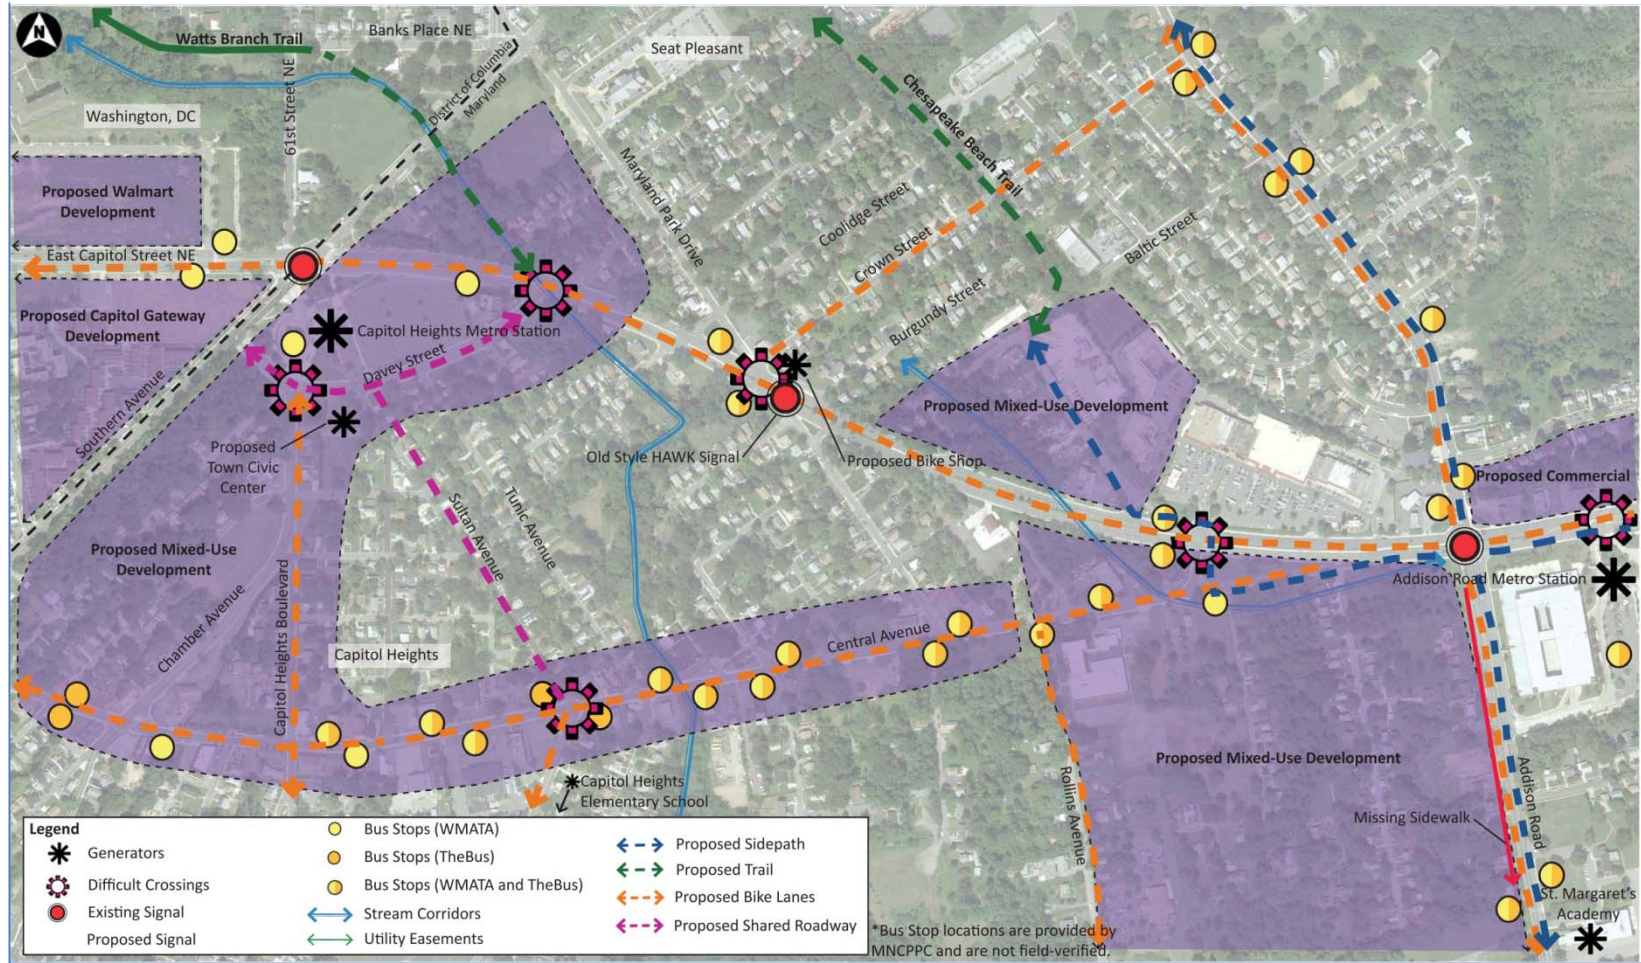 N
Watts Branch Trail
Banks Place NE
Seat Pleasant
District of Columbia
Maryland
Washington, DC
61st Street NE
Chesapeake Beach Trail
Maryland Park Drive
Coolidge Street
Crown Street
Baltic Street
Burgundy Street
Proposed Walmart
Development
East Capitol Street NE
Proposed Capitol Gateway
Development
Capitol Heights Metro Station
Davey Street
Southern Avenue
Proposed
Town Civic
Center
Old Style HAWK Signal
Proposed Bike Shop
Proposed Mixed-Use Development
Proposed Commercial
Sultan Avenue
Tunic Avenue
Proposed Mixed-Use
Development
Chamber Avenue
Capitol Heights Boulevard
Capitol Heights
Central Avenue
Addison Road Metro Station
Proposed Mixed-Use Development
Rollins Avenue
Addison Road
Missing Sidewalk
Capitol Heights
Elementary School
St. Margaret's
Academy
*Bus Stop locations are provided by
MNCPPC and are not field-verified.
Legend
Generators
Difficult Crossings
Existing Signal
Proposed Signal
Bus Stops (WMATA)
Bus Stops (TheBus)
Bus Stops (WMATA and TheBus)
Stream Corridors
Utility Easements
Proposed Sidepath
Proposed Trail
Proposed Bike Lanes
Proposed Shared Roadway